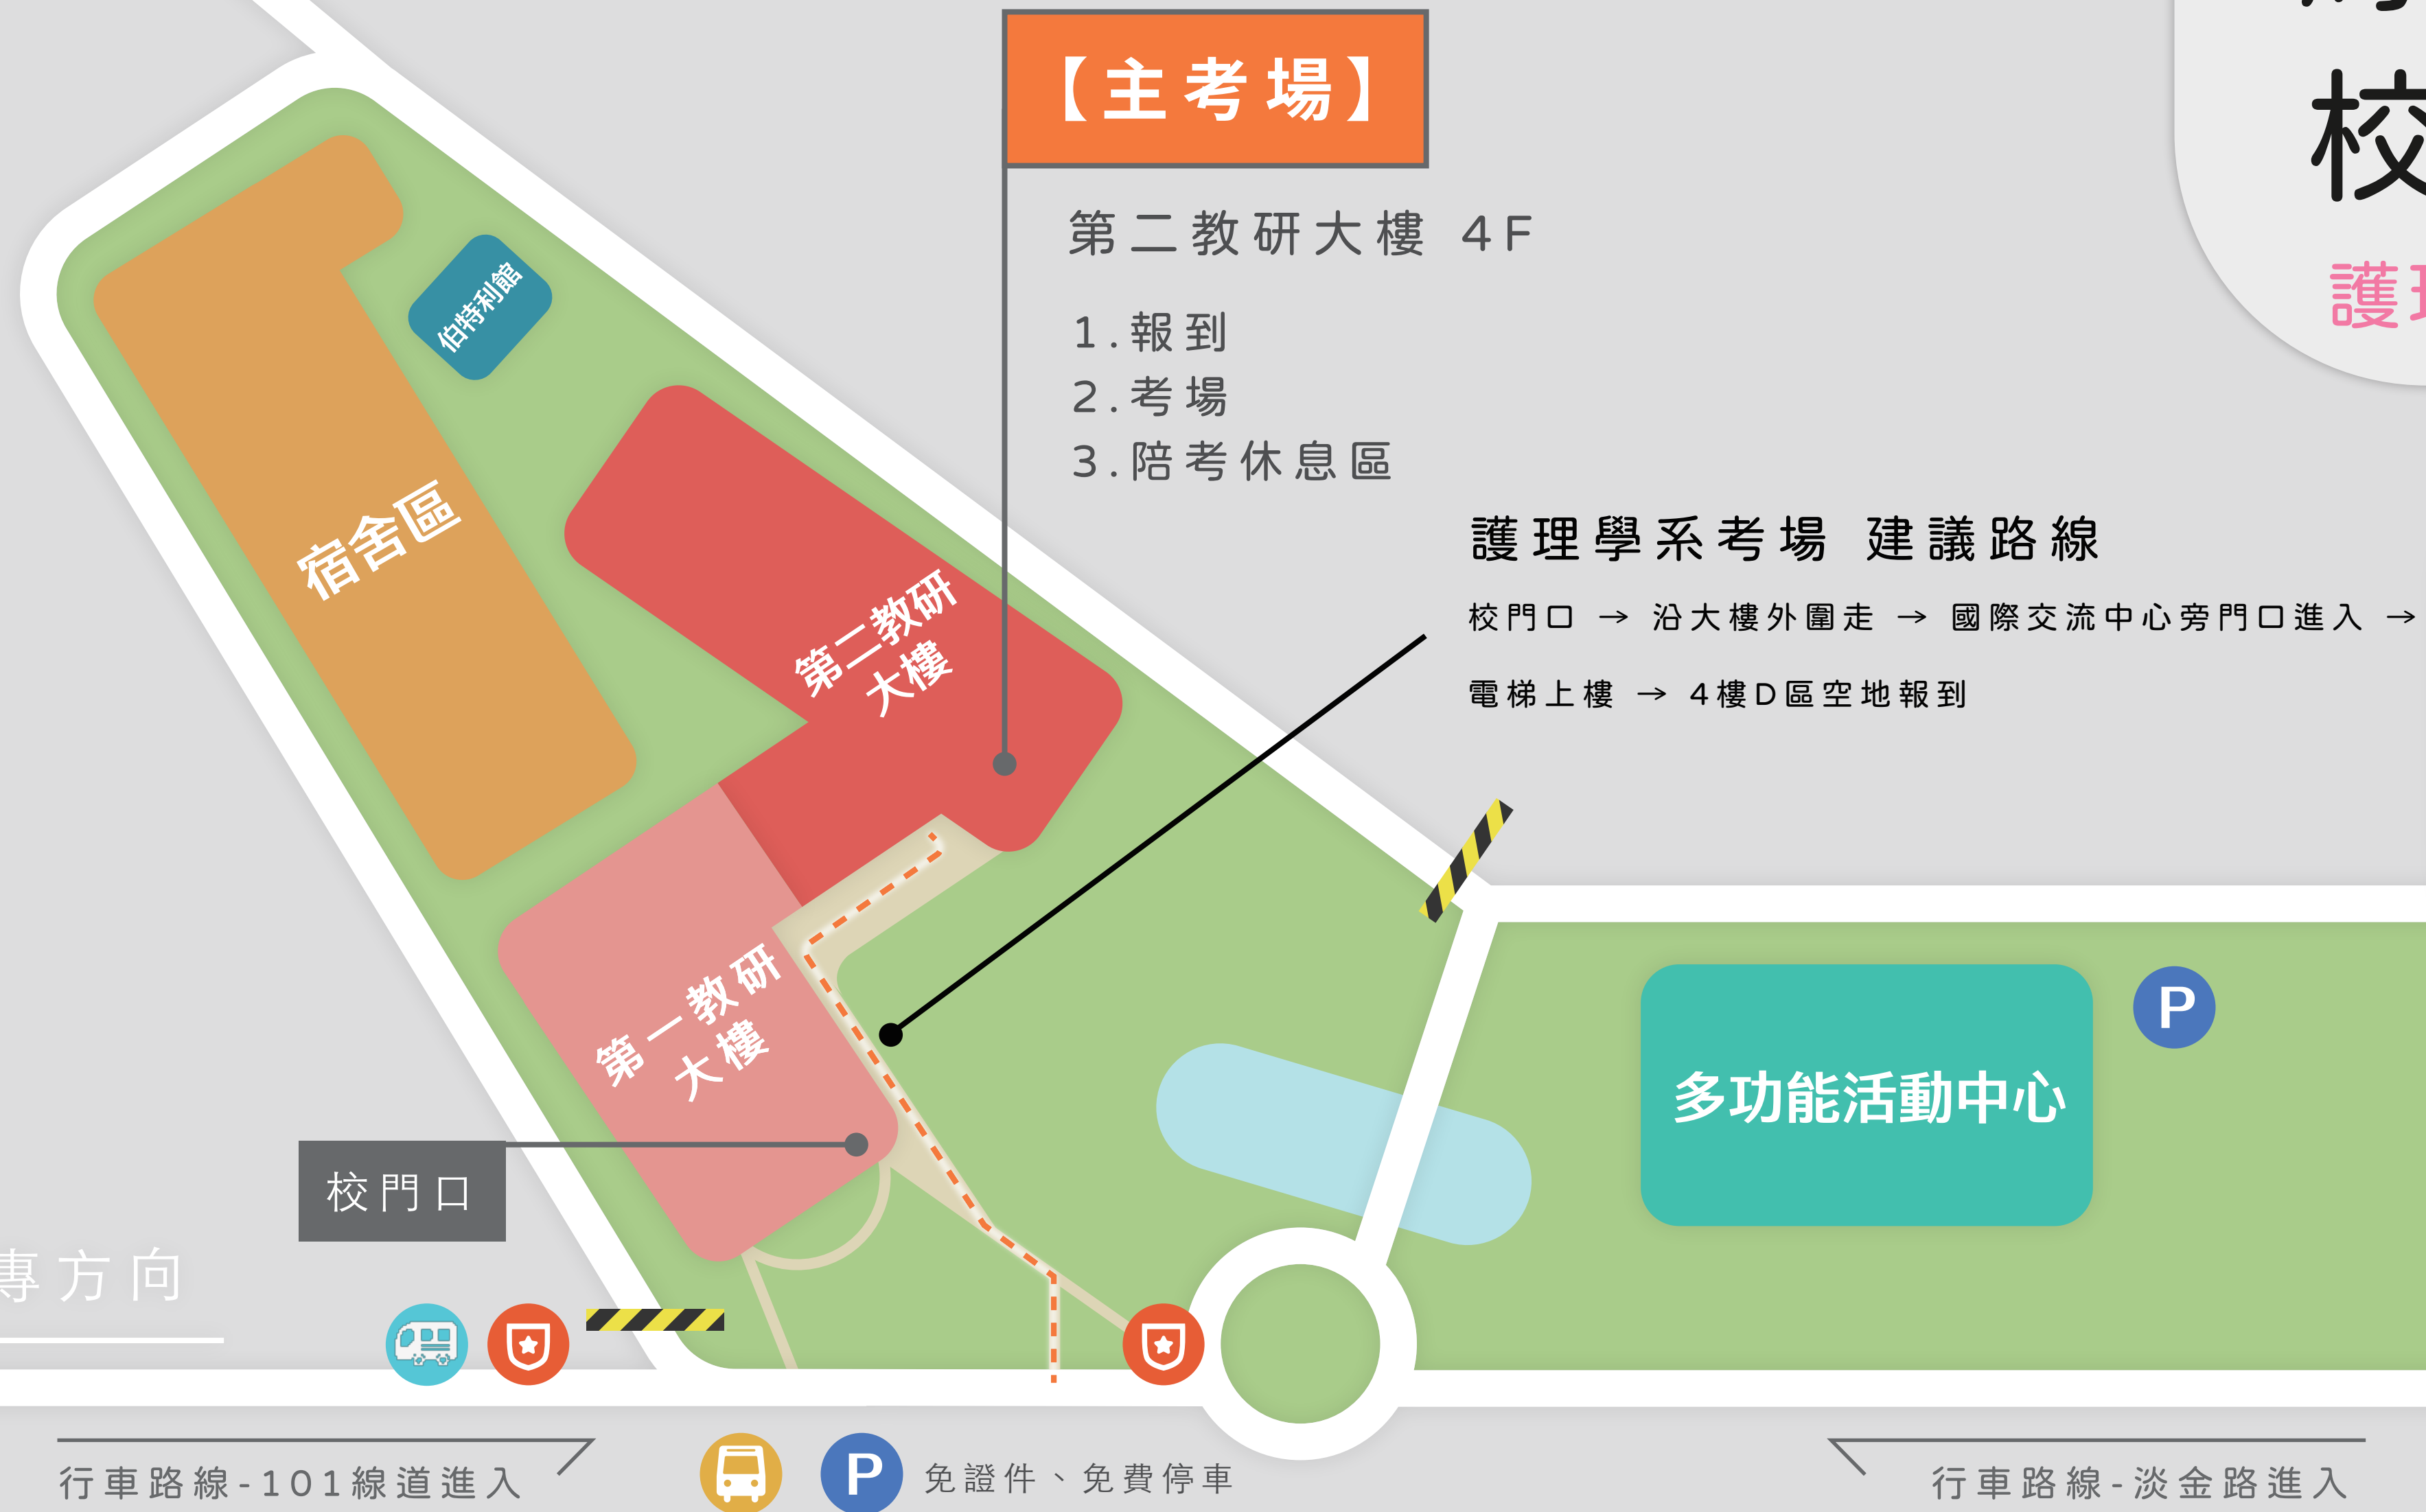 【主考場】
第二教研大樓 4F
1.報到
2.考場
3.陪考休息區
校
護
伯特利館
宿舍區
第二教研
大樓
護理學系考場 建議路線
校門口 → 沿大樓外圍走 → 國際交流中心旁門口進入 →
電梯上樓 → 4樓D區空地報到
第一教研
大樓
多功能活動中心
P
校門口
專方向
行車路線-101線道進入
P
免證件、免費停車
行車路線-淡金路進入